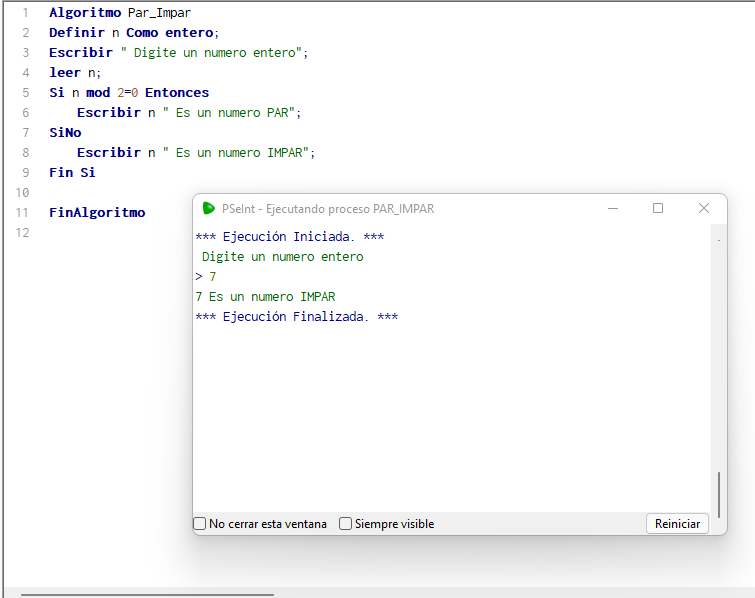 1 Algoritmo Par_Impar
2 Definir n Como entero;
3 Escribir " Digite un numero entero";
4 leer n;
5 Si n mod 2=0 Entonces
6 Escribir n " Es un numero PAR";
7 SiNo
8 Escribir n " Es un numero IMPAR";
9 Fin Si
10
11 FinAlgoritmo
12
PSeInt - Ejecutando proceso PAR_IMPAR
*** Ejecución Iniciada. ***
Digite un numero entero
> 7
7 Es un numero IMPAR
*** Ejecución Finalizada. ***
No cerrar esta ventana Siempre visible Reiniciar